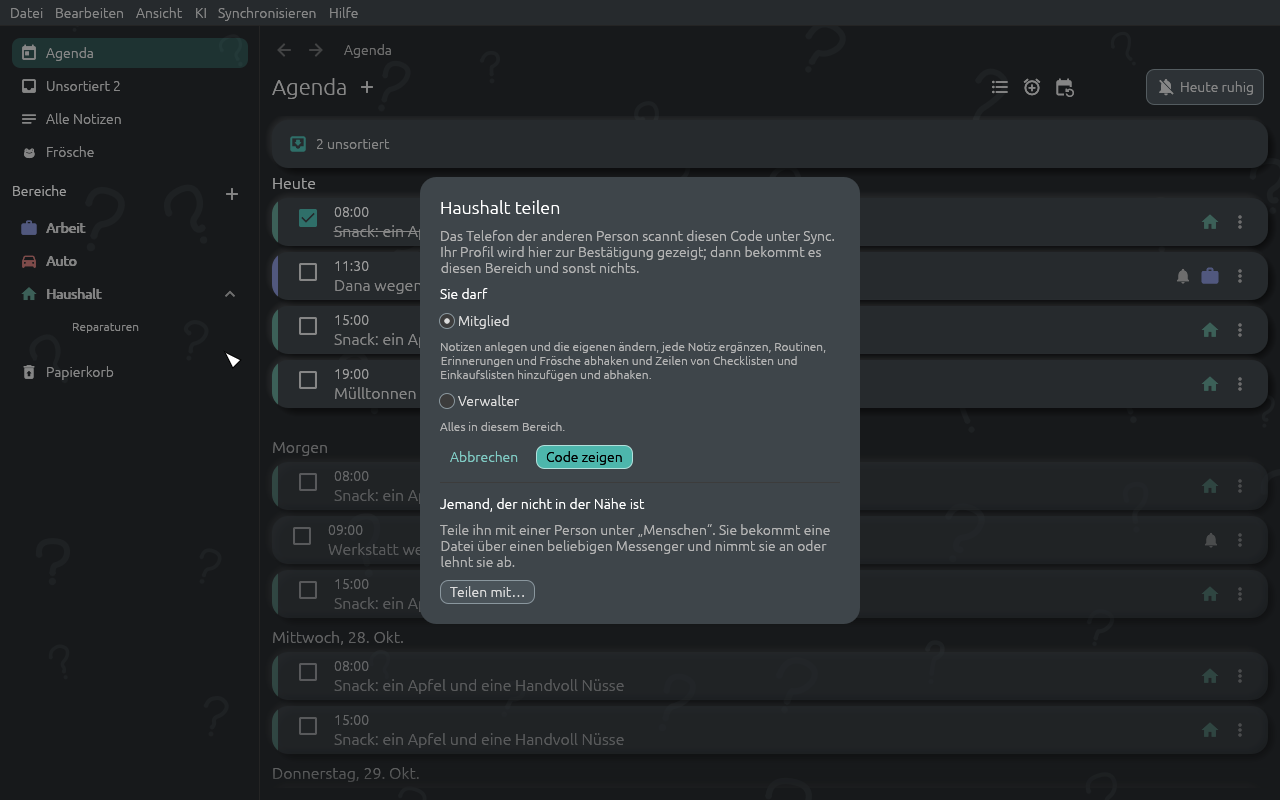 Datei Bearbeiten Ansicht KI Synchronisieren Hilfe
Agenda
Unsortiert 2
Alle Notizen
Frösche
Bereiche
Arbeit
Auto
Haushalt
Reparaturen
Papierkorb
Agenda
Agenda
Heute ruhig
2 unsortiert
Heute
08:00
Snack: ein
11:30
Dana wegen
15:00
Snack: ein
19:00
Mülltonnen
Morgen
08:00
Snack: ein
09:00
Werkstatt
15:00
Snack: ein
Mittwoch, 28. Okt.
08:00
Snack: ein Apfel und eine Handvoll Nüsse
15:00
Snack: ein Apfel und eine Handvoll Nüsse
Donnerstag, 29. Okt.
Haushalt teilen
Das Telefon der anderen Person scannt diesen Code unter Sync.
Ihr Profil wird hier zur Bestätigung gezeigt; dann bekommt es
diesen Bereich und sonst nichts.
Sie darf
Mitglied
Notizen anlegen und die eigenen ändern, jede Notiz ergänzen, Routinen,
Erinnerungen und Frösche abhaken und Zeilen von Checklisten und
Einkaufslisten hinzufügen und abhaken.
Verwalter
Alles in diesem Bereich.
Abbrechen Code zeigen
Jemand, der nicht in der Nähe ist
Teile ihn mit einer Person unter „Menschen“. Sie bekommt eine
Datei über einen beliebigen Messenger und nimmt sie an oder
lehnt sie ab.
Teilen mit…